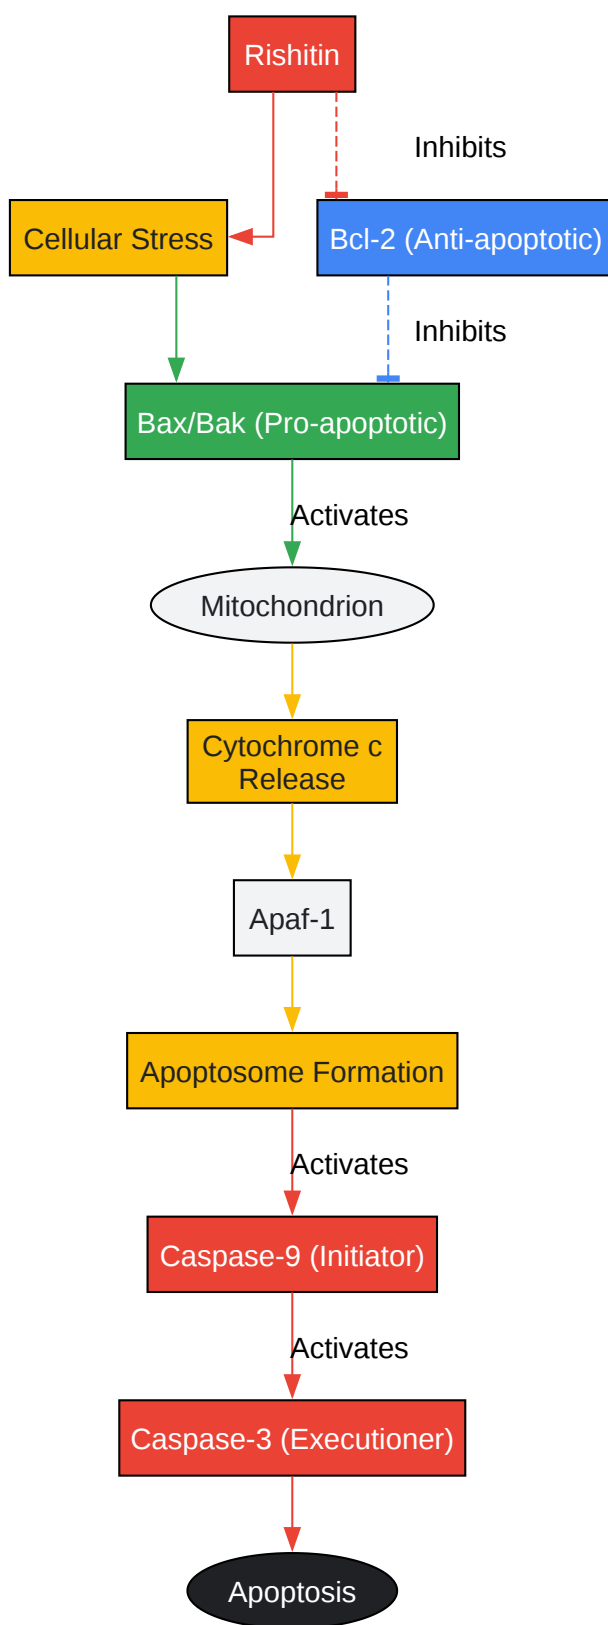 Rishitin
Inhibits
Cellular Stress
Bcl-2 (Anti-apoptotic)
Inhibits
Bax/Bak (Pro-apoptotic)
Activates
Mitochondrion
Cytochrome c
Release
Apaf-1
Apoptosome Formation
Activates
Caspase-9 (Initiator)
Activates
Caspase-3 (Executioner)
Apoptosis